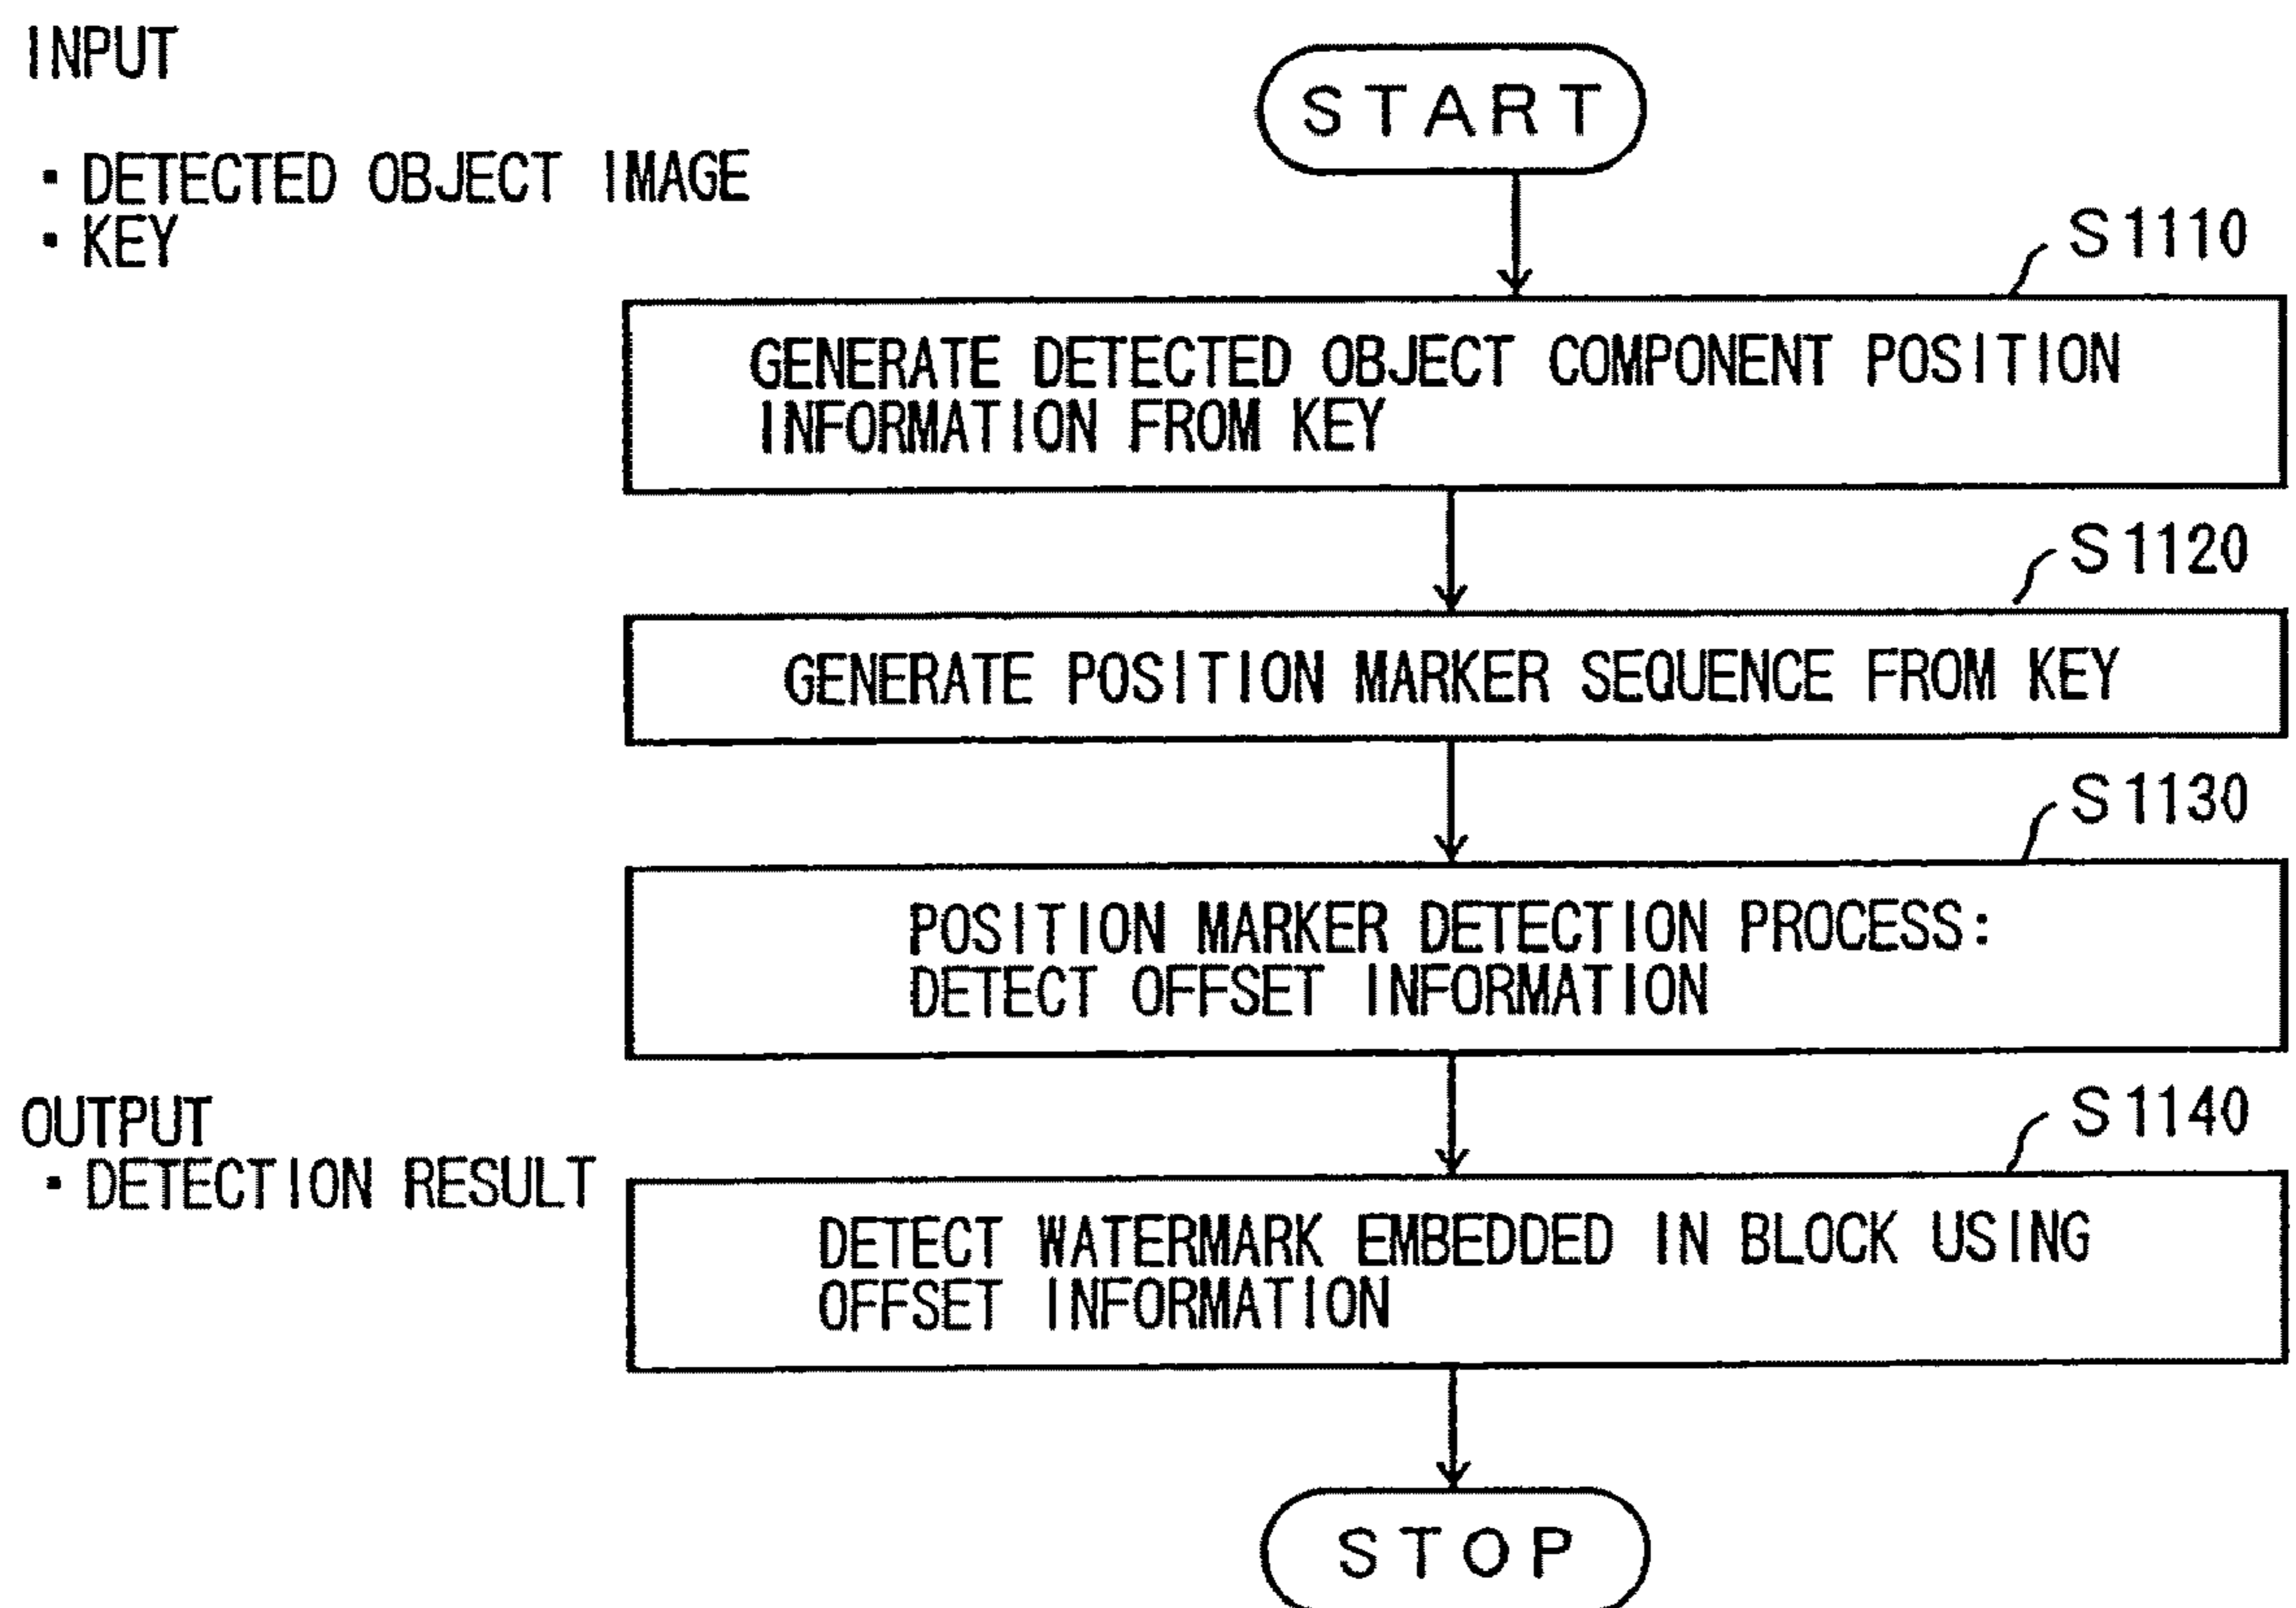 INPUT
・DETECTED OBJECT IMAGE
・KEY
START
S1110
GENERATE DETECTED OBJECT COMPONENT POSITION
INFORMATION FROM KEY
S1120
GENERATE POSITION MARKER SEQUENCE FROM KEY
S1130
POSITION MARKER DETECTION PROCESS:
DETECT OFFSET INFORMATION
OUTPUT
・DETECTION RESULT
S1140
DETECT WATERMARK EMBEDDED IN BLOCK USING
OFFSET INFORMATION
STOP